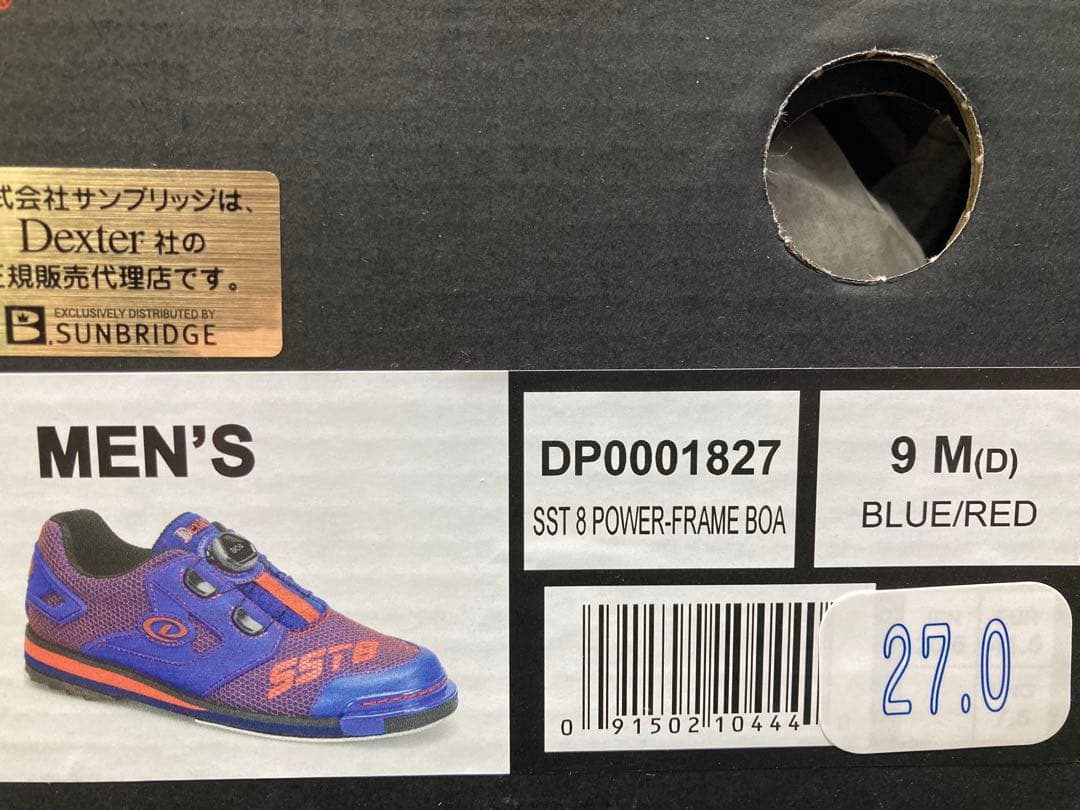 式会社サンブリッジは、
Dexter 社の
正規販売代理店です。
B.
EXCLUSIVELY DISTRIBUTED BY
SUNBRIDGE
MEN'S
DP0001827
SST 8 POWER-FRAME BOA
9 M(D)
BLUE/RED
BOA
SST8
0 91502 10444
27.0